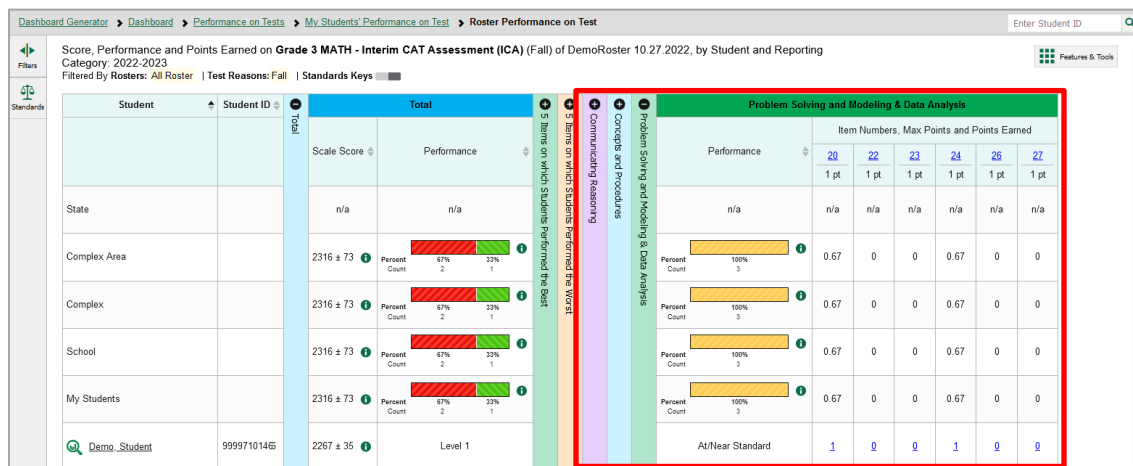 Dashboard Generator > Dashboard > Performance on Tests > My Students' Performance on Test > Roster Performance on Test
Enter Student ID
Filters
Standards
Score, Performance and Points Earned on Grade 3 MATH - Interim CAT Assessment (ICA) (Fall) of DemoRoster 10.27.2022, by Student and Reporting
Category: 2022-2023
Filtered By Rosters: All Roster | Test Reasons: Fall | Standards Keys
Features & Tools
Student Student ID Total Total
5 Items on which Students Performed the Best
5 Items on which Students Performed the Worst
Communicating Reasoning
Concepts and Procedures
Problem Solving and Modeling & Data Analysis
Problem Solving and Modeling & Data Analysis
Scale Score Performance Performance
Item Numbers, Max Points and Points Earned
20 22 23 24 26 27
1 pt 1 pt 1 pt 1 pt 1 pt 1 pt
State n/a n/a n/a n/a n/a n/a n/a n/a n/a
Complex Area 2316 ± 73 Percent 67% 33% Percent 100% 0.67 0 0 0.67 0 0
Count 2 1 Count 3
Complex 2316 ± 73 Percent 67% 33% Percent 100% 0.67 0 0 0.67 0 0
Count 2 1 Count 3
School 2316 ± 73 Percent 67% 33% Percent 100% 0.67 0 0 0.67 0 0
Count 2 1 Count 3
My Students 2316 ± 73 Percent 67% 33% Percent 100% 0.67 0 0 0.67 0 0
Count 2 1 Count 3
Demo, Student 2267 ± 35 Level 1 At/Near Standard 1 0 0 1 0 0